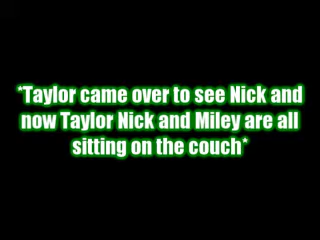 *Taylor came over to see Nick and
now Taylor Nick and Miley are all
sitting on the couch*